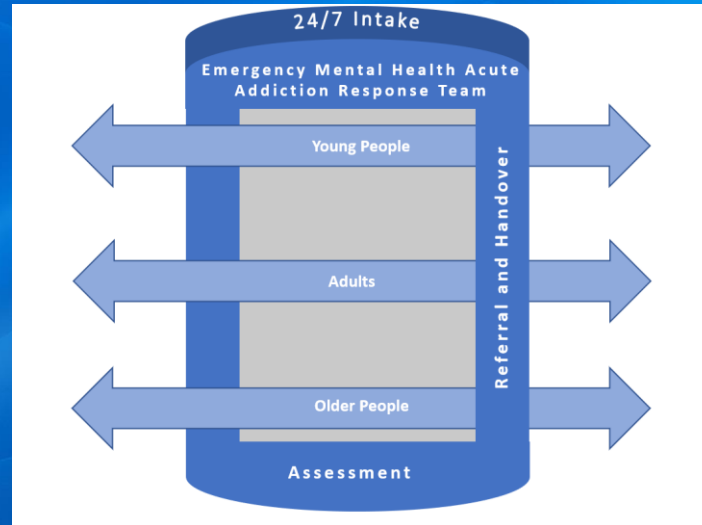 24/7 Intake
Emergency Mental Health Acute
Addiction Response Team
Young People
Referral and Handover
Adults
Older People
Assessment